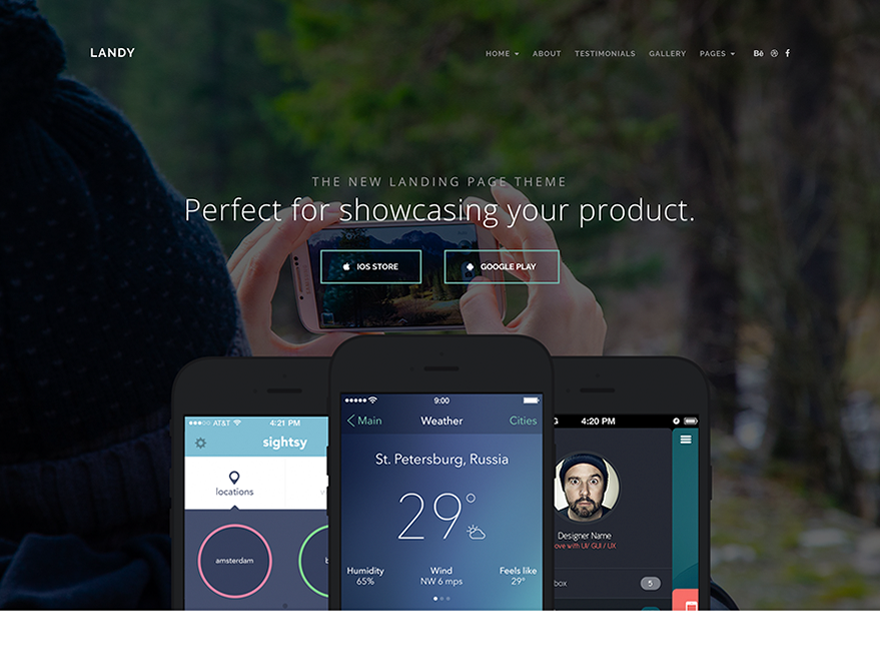 LANDY
HOME ABOUT TESTIMONIALS GALLERY PAGES Bē
THE NEW LANDING PAGE THEME
Perfect for showcasing your product.
IOS STORE GOOGLE PLAY
AT&T 4:21 PM
sightsy
locations
amsterdam
9:00
Main Weather Cities
St. Petersburg, Russia
29°
Humidity Wind Feels like
65% NW 6 mps 29°
4:20 PM
Designer Name
love with UI/ GUI / UX
box 5